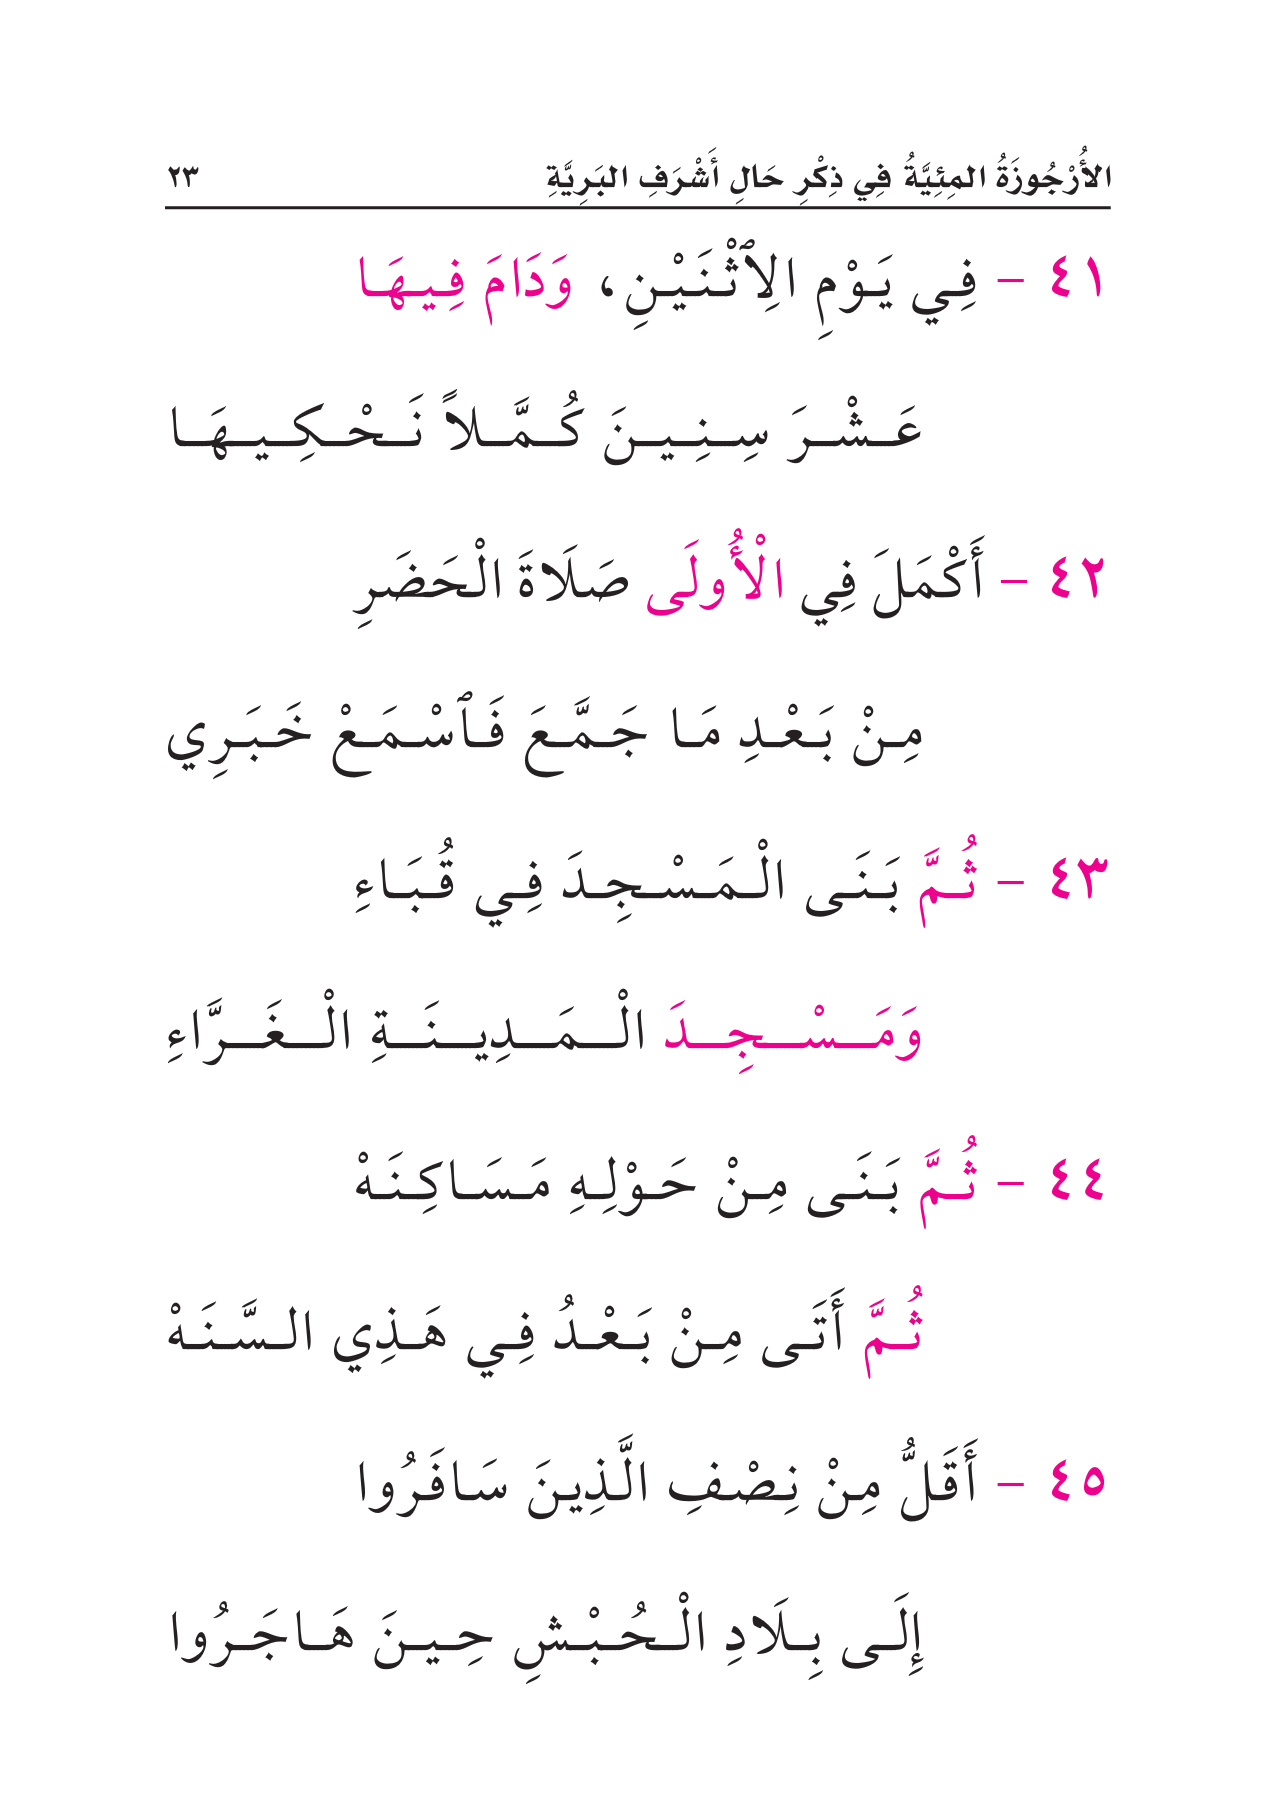 الأُرْجُوزَةُ المِئِيَّةُ فِي ذِكْرِ حَالِ أَشْرَفِ البَرِيَّةِ ٢٣
٤١ - فِي يَوْمِ الِٱثْنَيْنِ، وَدَامَ فِيهَا
عَشْرَ سِنِينَ كُمَّلاً نَحْكِيهَا
٤٢ - أَكْمَلَ فِي الْأُولَى صَلَاةَ الْحَضَرِ
مِنْ بَعْدِ مَا جَمَّعَ فَٱسْمَعْ خَبَرِي
٤٣ - ثُمَّ بَنَى الْمَسْجِدَ فِي قُبَاءِ
وَمَسْجِدَ الْمَدِينَةِ الْغَرَّاءِ
٤٤ - ثُمَّ بَنَى مِنْ حَوْلِهِ مَسَاكِنَهْ
ثُمَّ أَتَى مِنْ بَعْدُ فِي هَذِي السَّنَهْ
٤٥ - أَقَلُّ مِنْ نِصْفِ الَّذِينَ سَافَرُوا
إِلَى بِلَادِ الْحُبْشِ حِينَ هَاجَرُوا